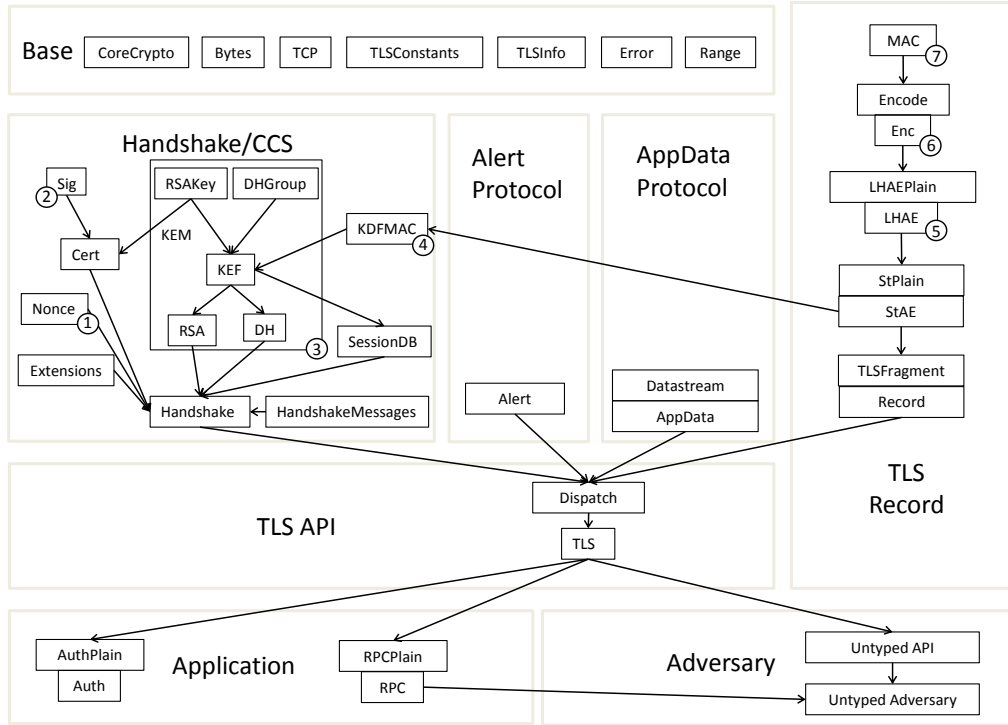 Base
CoreCrypto
Bytes
TCP
TLSConstants
TLSInfo
Error
Range
MAC
7
Encode
Enc
6
LHAEPlain
LHAE
5
StPlain
StAE
TLSFragment
Record
TLS
Record
Handshake/CCS
Sig
2
RSAKey
DHGroup
KEM
Cert
KDFMAC
4
KEF
Nonce
1
RSA
DH
3
SessionDB
Extensions
Handshake
HandshakeMessages
Alert
Protocol
Alert
AppData
Protocol
Datastream
AppData
TLS API
Dispatch
TLS
Application
AuthPlain
Auth
RPCPlain
RPC
Adversary
Untyped API
Untyped Adversary